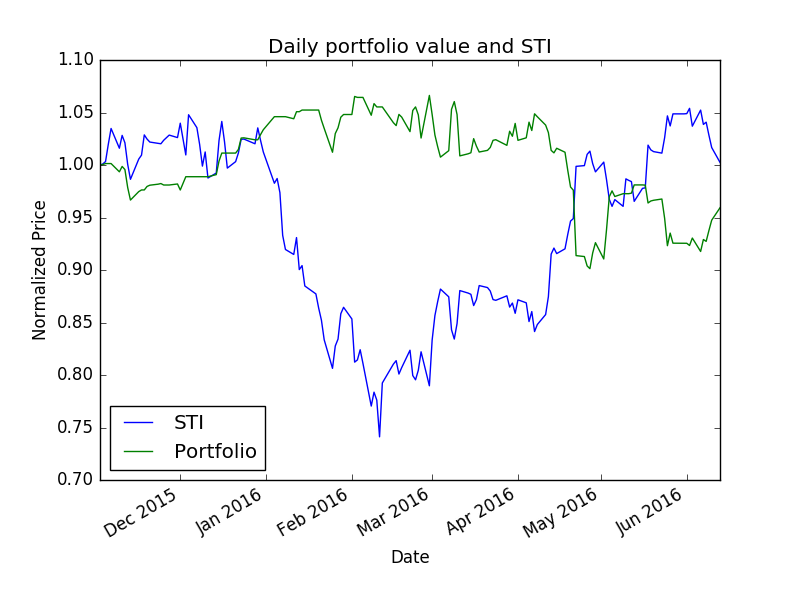 Daily portfolio value and STI
1.10
1.05
1.00
0.95
0.90
0.85
0.80
0.75
0.70
Normalized Price
STI
Portfolio
Dec 2015
Jan 2016
Feb 2016
Mar 2016
Apr 2016
May 2016
Jun 2016
Date